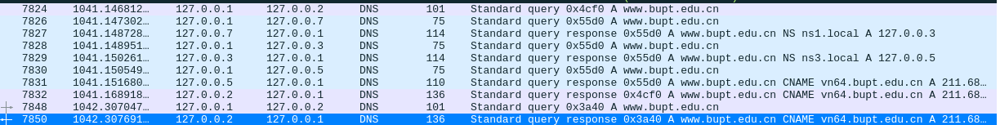 7824 1041.146812… 127.0.0.1 127.0.0.2 DNS 101 Standard query 0x4cf0 A www.bupt.edu.cn
7826 1041.147302… 127.0.0.1 127.0.0.7 DNS 75 Standard query 0x55d0 A www.bupt.edu.cn
7827 1041.148728… 127.0.0.7 127.0.0.1 DNS 114 Standard query response 0x55d0 A www.bupt.edu.cn NS ns1.local A 127.0.0.3
7828 1041.148951… 127.0.0.1 127.0.0.3 DNS 75 Standard query 0x55d0 A www.bupt.edu.cn
7829 1041.150261… 127.0.0.3 127.0.0.1 DNS 114 Standard query response 0x55d0 A www.bupt.edu.cn NS ns3.local A 127.0.0.5
7830 1041.150549… 127.0.0.1 127.0.0.5 DNS 75 Standard query 0x55d0 A www.bupt.edu.cn
7831 1041.151680… 127.0.0.5 127.0.0.1 DNS 110 Standard query response 0x55d0 A www.bupt.edu.cn CNAME vn64.bupt.edu.cn A 211.68…
7832 1041.168918… 127.0.0.2 127.0.0.1 DNS 136 Standard query response 0x4cf0 A www.bupt.edu.cn CNAME vn64.bupt.edu.cn A 211.68…
7848 1042.307047… 127.0.0.1 127.0.0.2 DNS 101 Standard query 0x3a40 A www.bupt.edu.cn
7850 1042.307691… 127.0.0.2 127.0.0.1 DNS 136 Standard query response 0x3a40 A www.bupt.edu.cn CNAME vn64.bupt.edu.cn A 211.68…